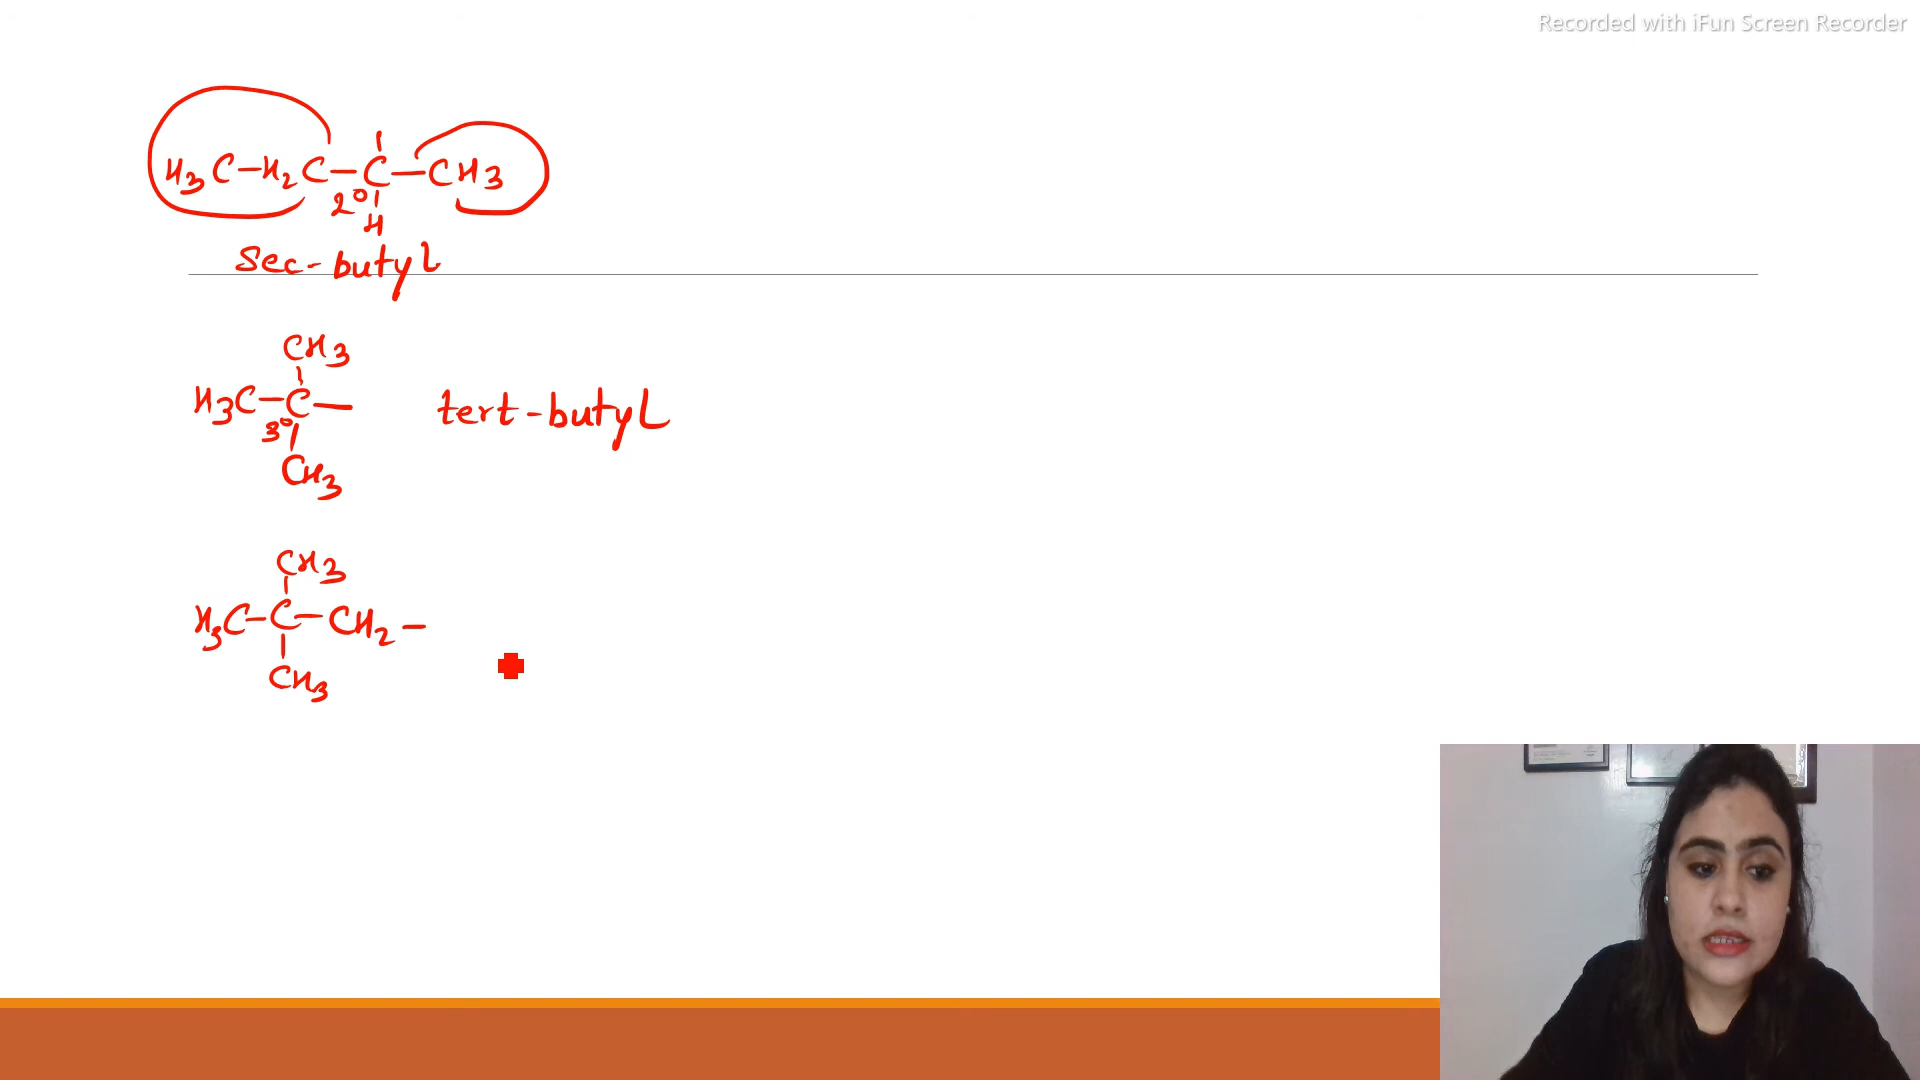 Recorded with iFun Screen Recorder
H3C-H2C-C-CH3
2°
H
Sec-butyl
CH3
H3C-C-
3°
tert-butyl
CH3
CH3
H3C-C-CH2-
CH3